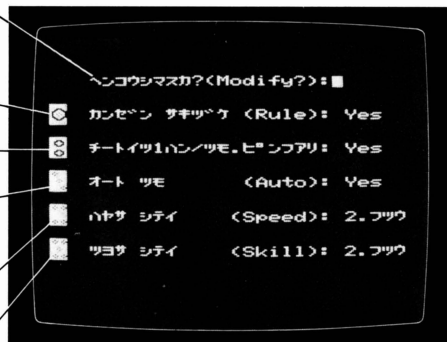 ヘンコウシマスカ?(Modify?):
カンゼン サキヅケ (Rule): Yes
チートイツ1ハン/ツモ.ピンフアリ: Yes
オート ツモ (Auto): Yes
ハヤサ シテイ (Speed): 2.フツウ
ツヨサ シテイ (Skill): 2.フツウ